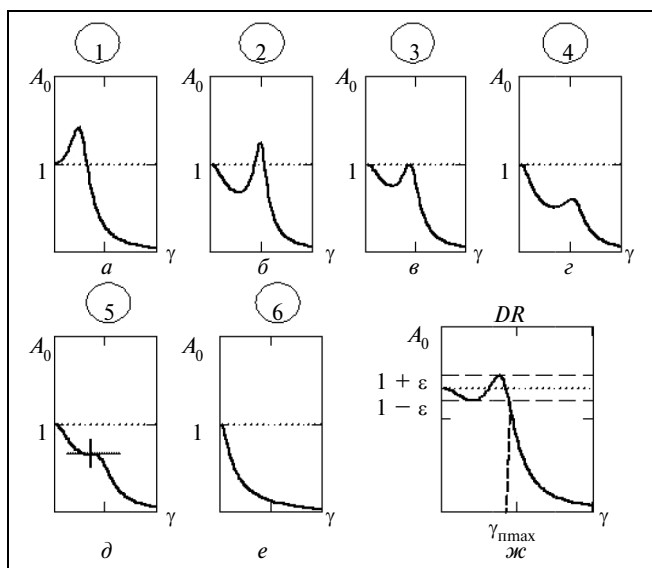 1 2 3 4
A₀ A₀ A₀ A₀
1 1 1 1
γ γ γ γ
а б в г
5 6
DR
A₀ A₀ A₀
1 + ε
1 − ε
1 1
γ γ γ
γпmax
д е ж